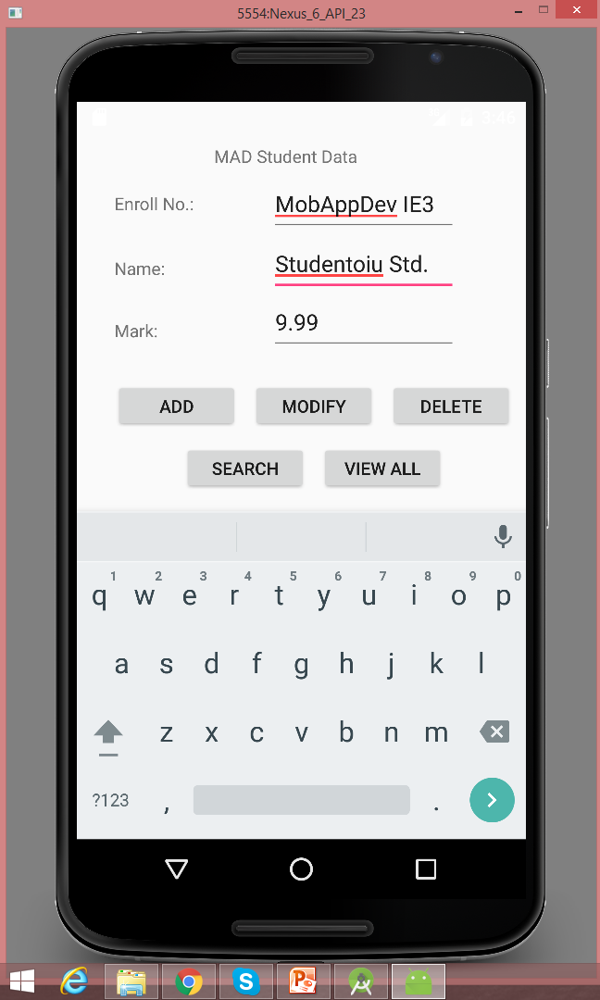 5554:Nexus_6_API_23
3:46
MAD Student Data
Enroll No.: MobAppDev IE3
Name: Studentoiu Std.
Mark: 9.99
ADD MODIFY DELETE
SEARCH VIEW ALL
1 2 3 4 5 6 7 8 9 0
q w e r t y u i o p
a s d f g h j k l
z x c v b n m
?123 , .